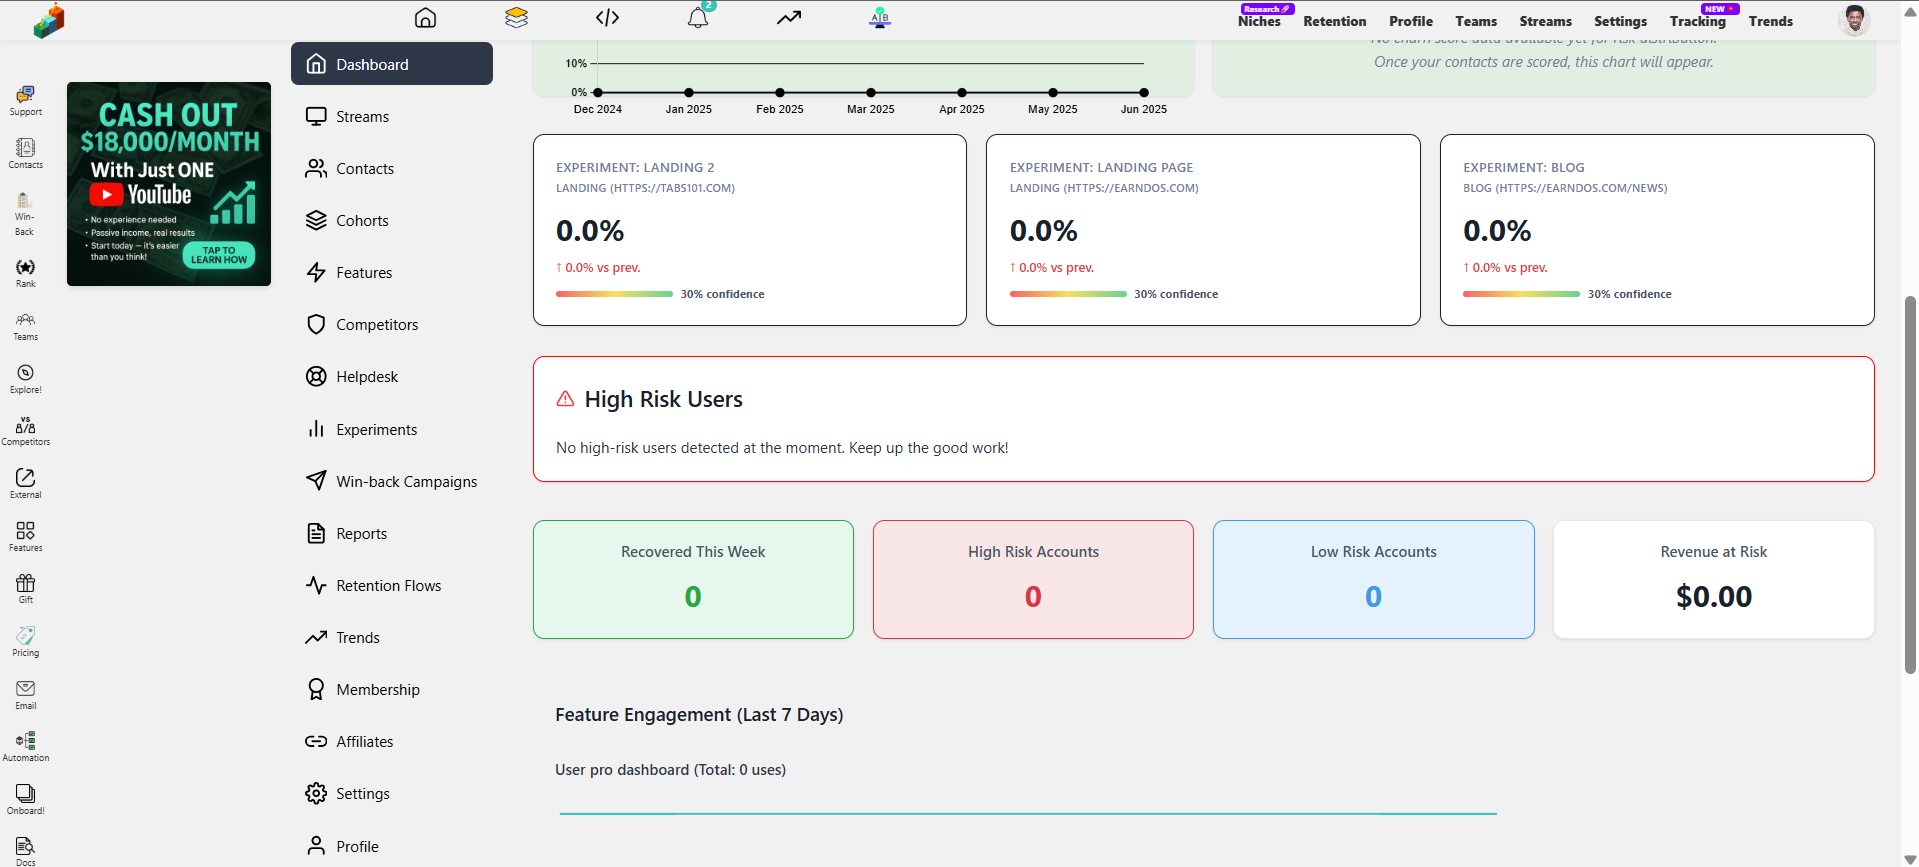 2
Research🚀
Niches
Retention
Profile
Teams
Streams
Settings
NEW
Tracking
Trends
Support
Contacts
Win-
Back
Rank
Teams
Explore!
VS
A/B
Competitors
External
Features
Gift
Pricing
Email
Automation
Onboard!
Docs
CASH OUT
$18,000/MONTH
With Just ONE
YouTube
• No experience needed
• Passive income, real results
• Start today — it's easier
than you think!
TAP TO
LEARN HOW
Dashboard
Streams
Contacts
Cohorts
Features
Competitors
Helpdesk
Experiments
Win-back Campaigns
Reports
Retention Flows
Trends
Membership
Affiliates
Settings
Profile
10%
0%
Dec 2024
Jan 2025
Feb 2025
Mar 2025
Apr 2025
May 2025
Jun 2025
No churn score data available yet for risk distribution.
Once your contacts are scored, this chart will appear.
EXPERIMENT: LANDING 2
LANDING (HTTPS://TABS101.COM)
0.0%
↑ 0.0% vs prev.
30% confidence
EXPERIMENT: LANDING PAGE
LANDING (HTTPS://EARNDOS.COM)
0.0%
↑ 0.0% vs prev.
30% confidence
EXPERIMENT: BLOG
BLOG (HTTPS://EARNDOS.COM/NEWS)
0.0%
↑ 0.0% vs prev.
30% confidence
High Risk Users
No high-risk users detected at the moment. Keep up the good work!
Recovered This Week
0
High Risk Accounts
0
Low Risk Accounts
0
Revenue at Risk
$0.00
Feature Engagement (Last 7 Days)
User pro dashboard (Total: 0 uses)